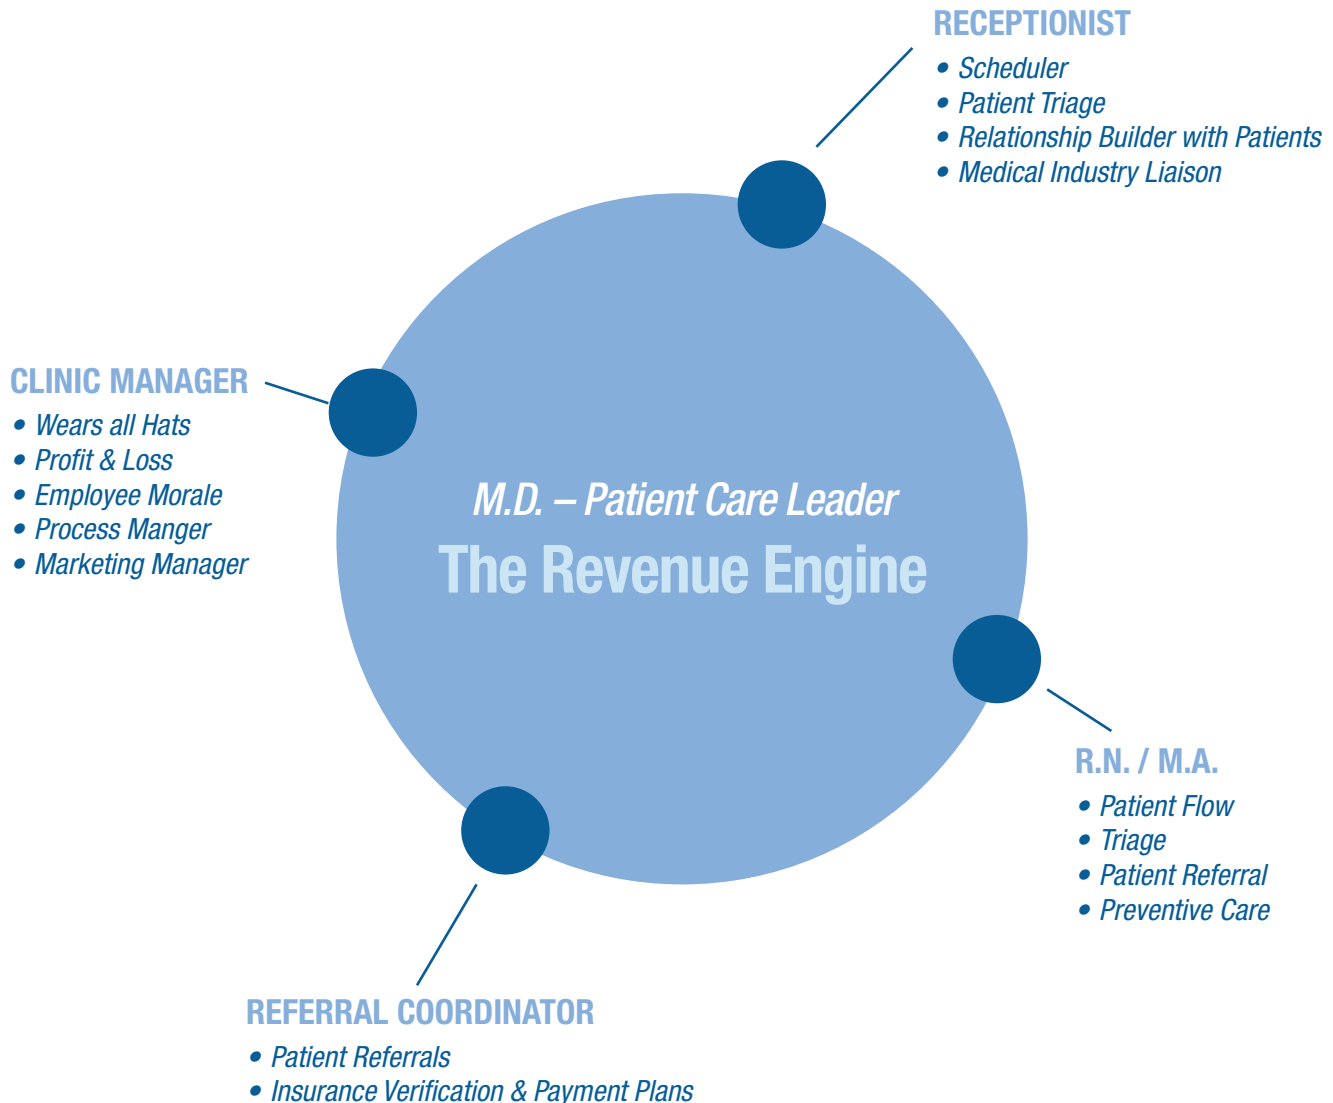 RECEPTIONIST
• Scheduler
• Patient Triage
• Relationship Builder with Patients
• Medical Industry Liaison
CLINIC MANAGER
• Wears all Hats
• Profit & Loss
• Employee Morale
• Process Manger
• Marketing Manager
M.D. – Patient Care Leader
The Revenue Engine
R.N. / M.A.
• Patient Flow
• Triage
• Patient Referral
• Preventive Care
REFERRAL COORDINATOR
• Patient Referrals
• Insurance Verification & Payment Plans